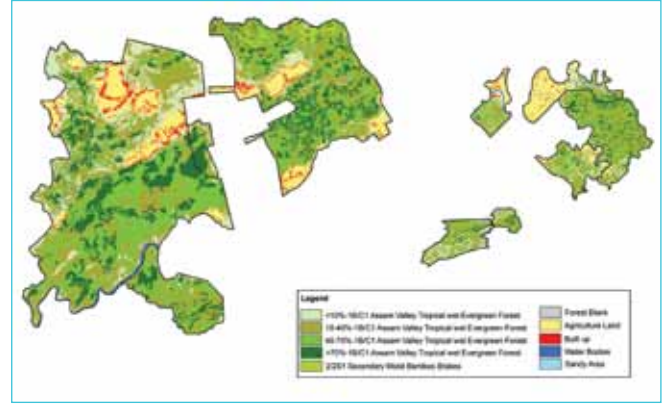 Legend
<10%-1B/C1 Assam Valley Tropical wet Evergreen Forest
10-40%-1B/C1 Assam Valley Tropical wet Evergreen Forest
40-70%-1B/C1 Assam Valley Tropical wet Evergreen Forest
>70%-1B/C1 Assam Valley Tropical wet Evergreen Forest
2/2S1 Secondary Moist Bamboo Brakes
Forest Blank
Agriculture Land
Built up
Water Bodies
Sandy Area